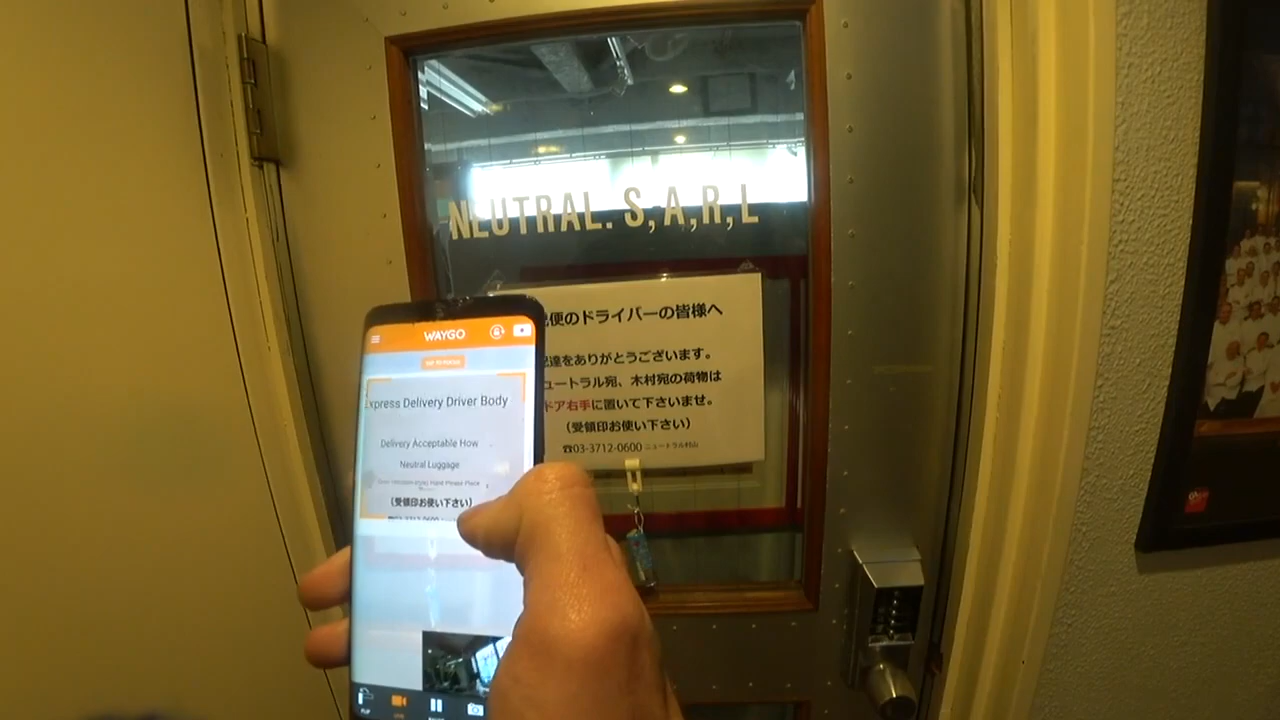 NEUTRAL. S,A,R,L
便のドライバーの皆様へ
達をありがとうございます。
ュートラル宛、木村宛の荷物は
ドア右手に置いて下さいませ。
(受領印お使い下さい)
☎03-3712-0600 ニュートラル
WAYGO
Express Delivery Driver Body
Delivery Acceptable How
Neutral Luggage
Hand Please Place
(受領印お使い下さい)